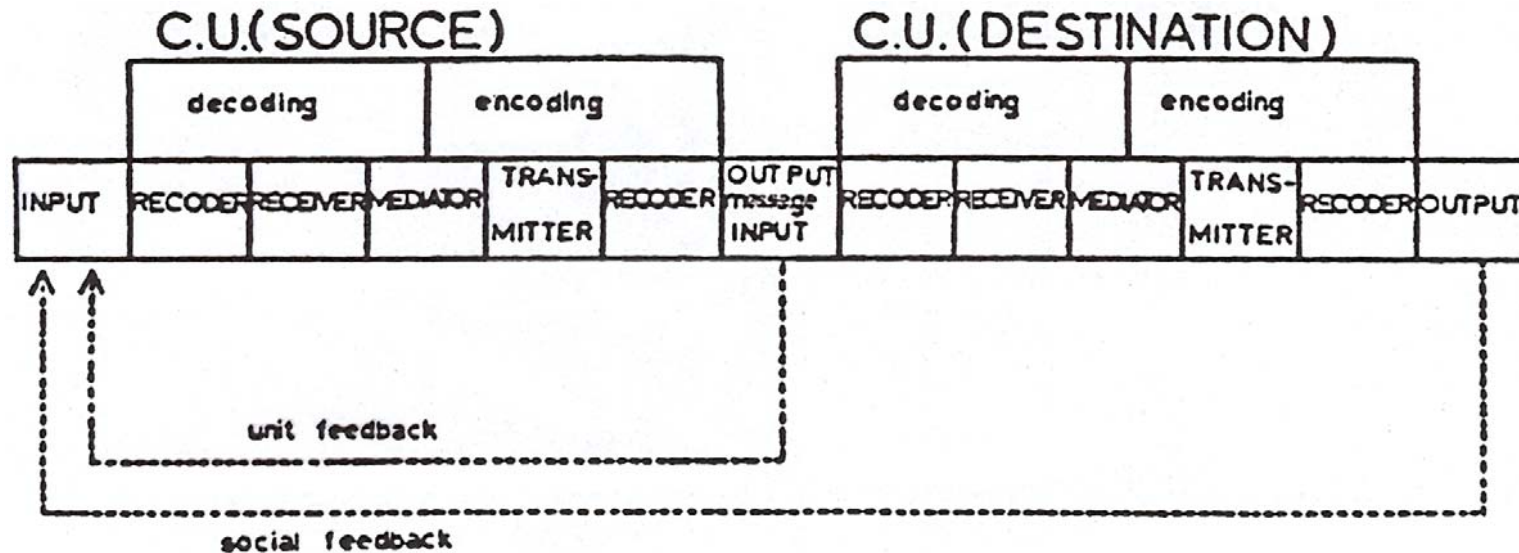 C.U.(SOURCE)
C.U.(DESTINATION)
decoding
encoding
decoding
encoding
INPUT
RECODER
RECEIVER
MEDIATOR
TRANS-
MITTER
RECODER
OUTPUT
message
INPUT
RECODER
RECEIVER
MEDIATOR
TRANS-
MITTER
RECODER
OUTPUT
unit feedback
social feedback